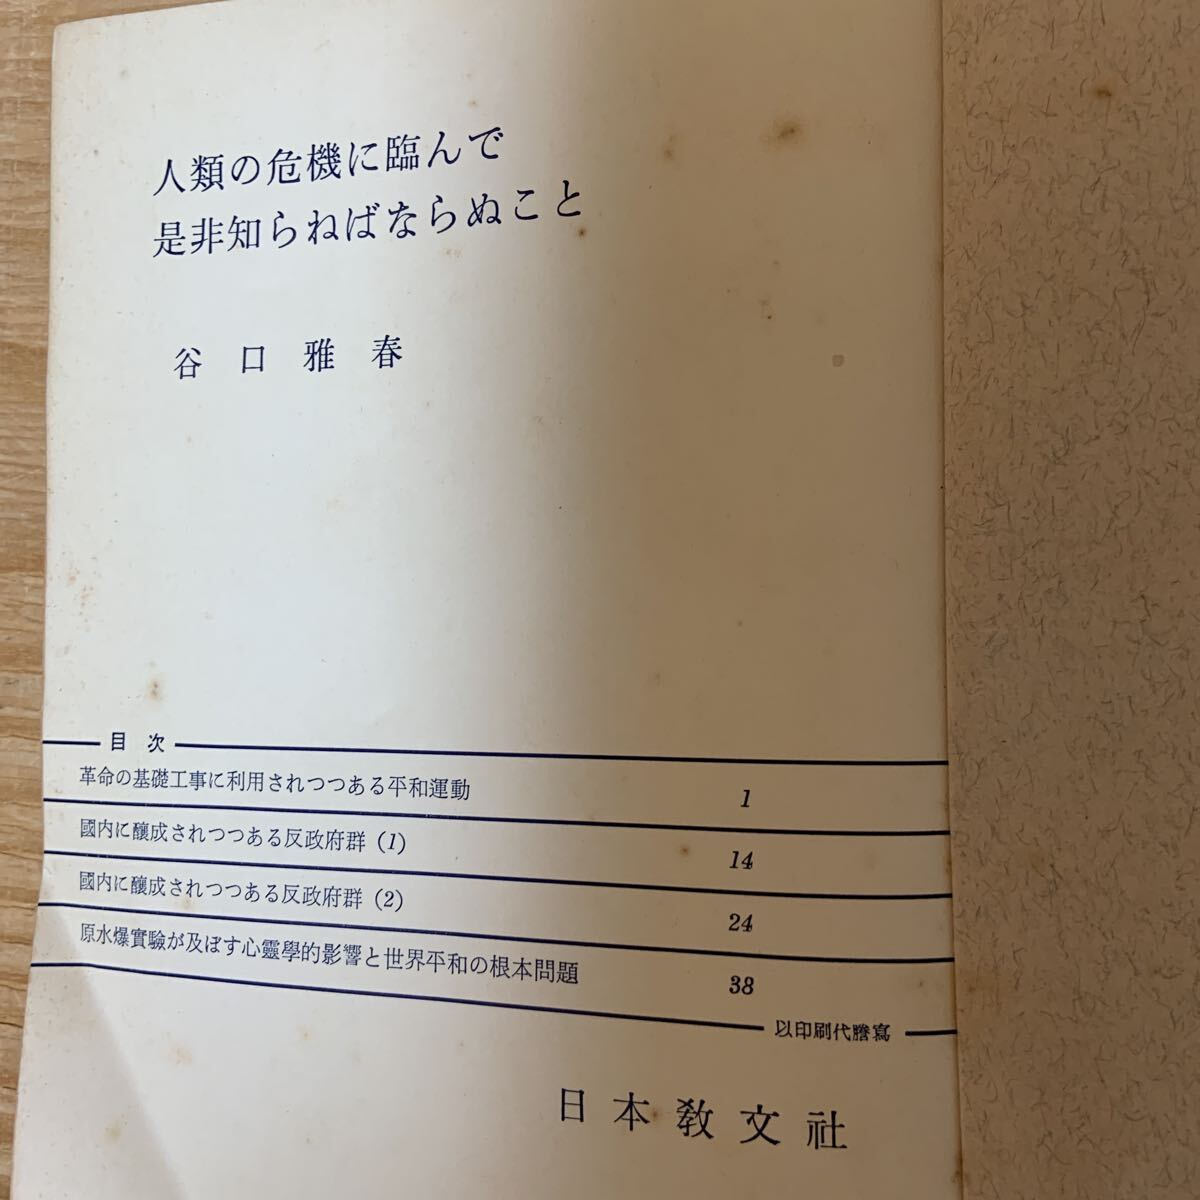 人類の危機に臨んで
是非知らねばならぬこと
谷口雅春
目次
革命の基礎工事に利用されつつある平和運動 1
國内に釀成されつつある反政府群 (1) 14
國内に釀成されつつある反政府群 (2) 24
原水爆實驗が及ぼす心靈學的影響と世界平和の根本問題 38
以印刷代謄寫
日本教文社